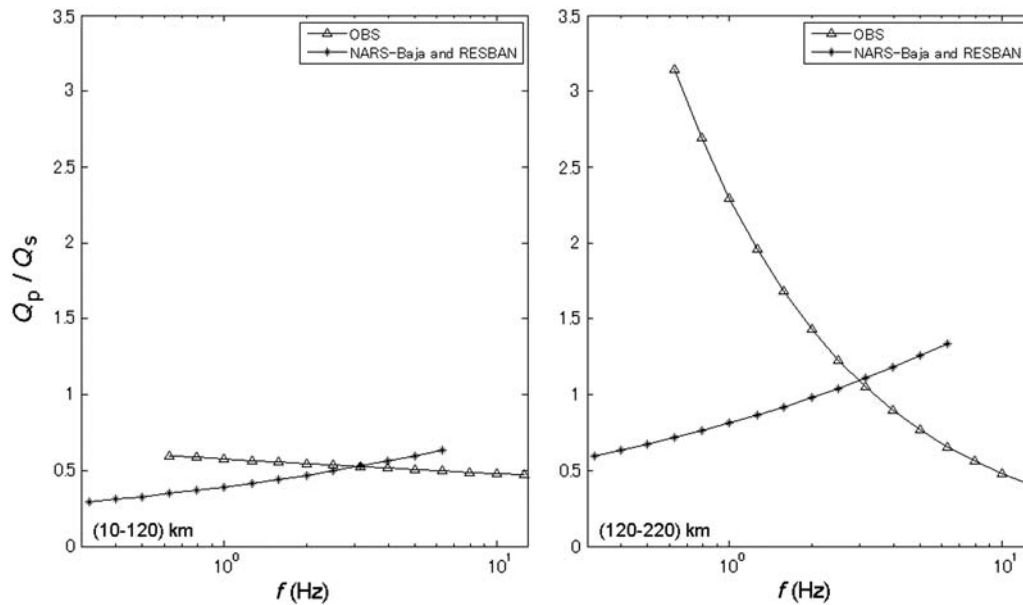 3.5
3
2.5
2
1.5
1
0.5
0
Qp / Qs
OBS
NARS-Baja and RESBAN
(10-120) km
10^0
10^1
f (Hz)
3.5
3
2.5
2
1.5
1
0.5
0
OBS
NARS-Baja and RESBAN
(120-220) km
10^0
10^1
f (Hz)